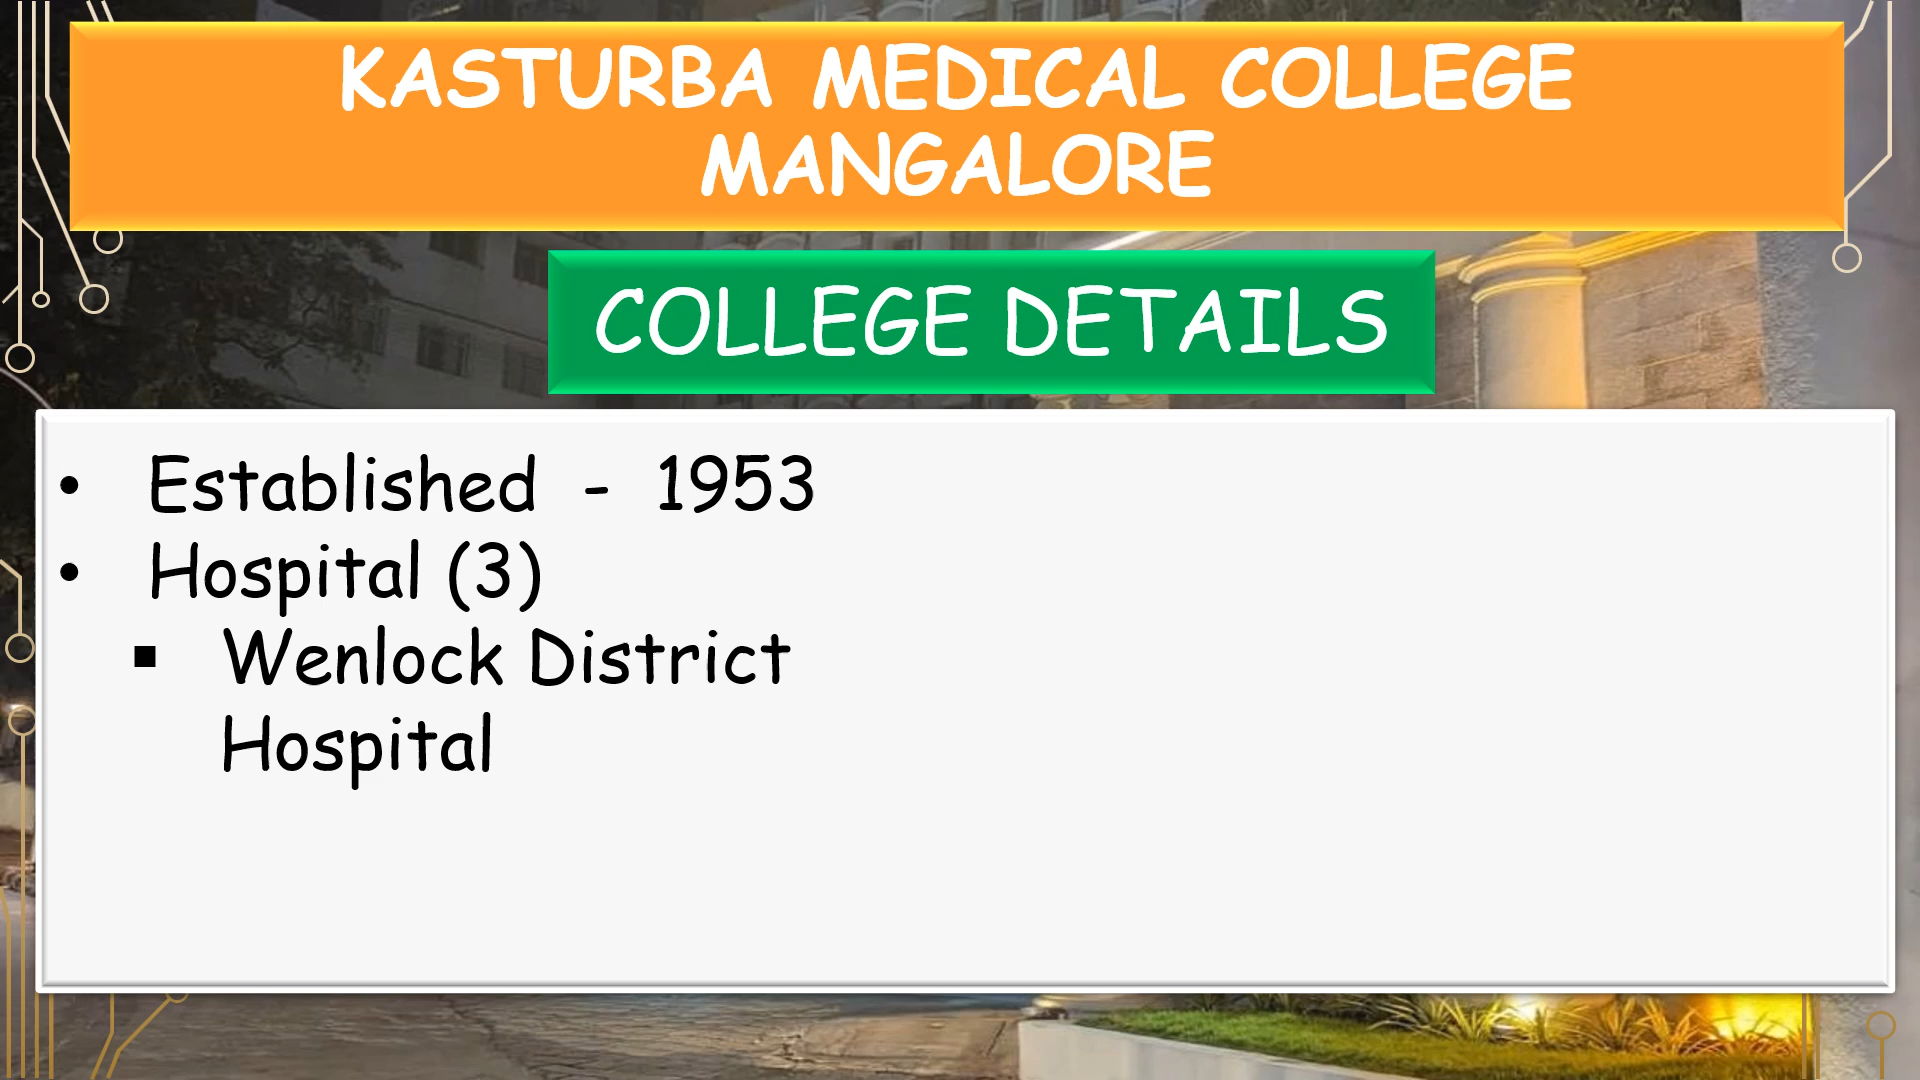 KASTURBA MEDICAL COLLEGE
MANGALORE
COLLEGE DETAILS
• Established - 1953
• Hospital (3)
▪ Wenlock District
Hospital